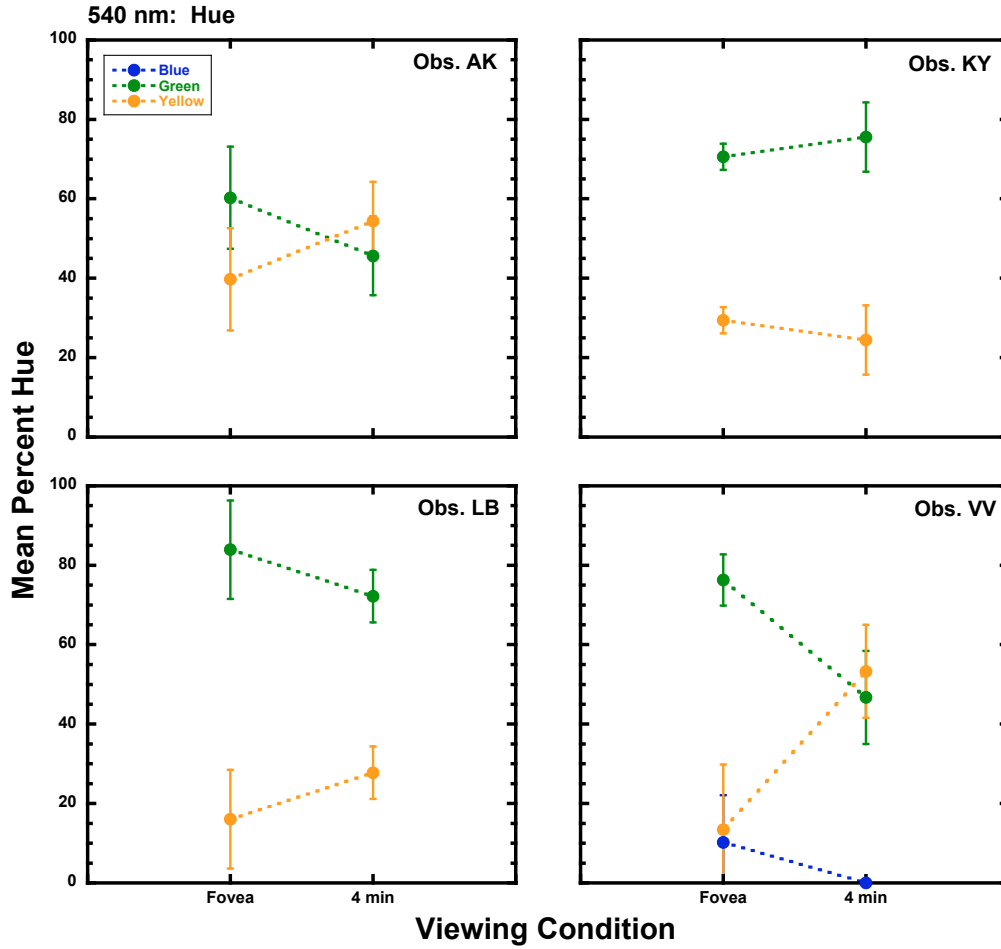 540 nm: Hue
100
80
60
40
20
0
Blue
Green
Yellow
Obs. AK
Obs. KY
Mean Percent Hue
100
80
60
40
20
0
Obs. LB
Obs. VV
Fovea
4 min
Fovea
4 min
Viewing Condition